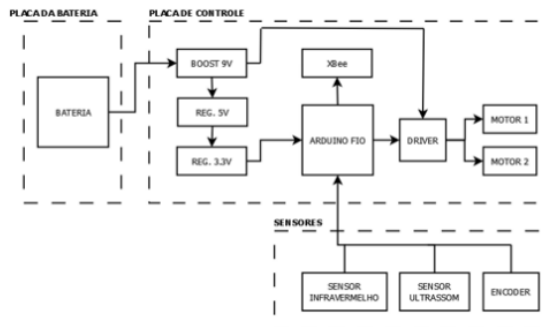 PLACA DA BATERIA
PLACA DE CONTROLE
BOOST 9V
XBee
BATERIA
REG. 5V
REG. 3.3V
ARDUINO FIO
DRIVER
MOTOR 1
MOTOR 2
SENSORES
SENSOR
INFRAVERMELHO
SENSOR
ULTRASSOM
ENCODER